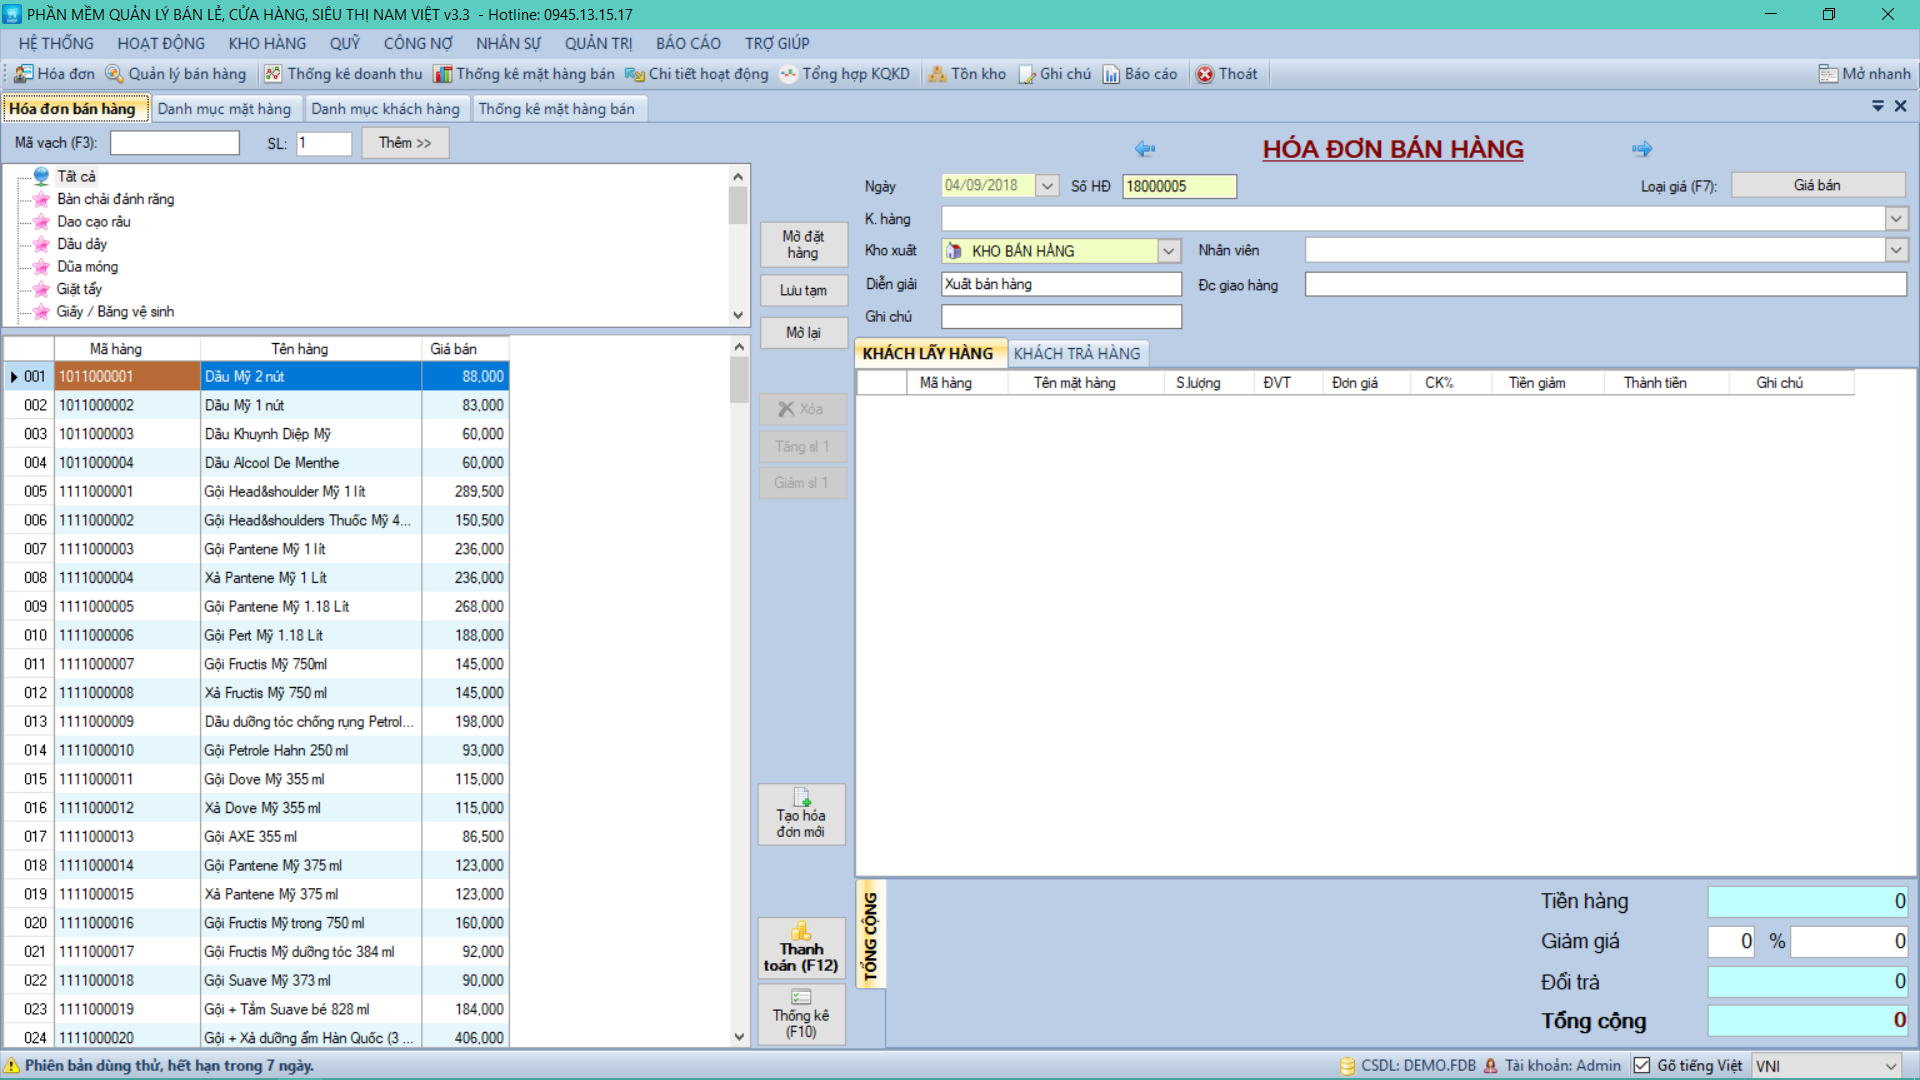 PHẦN MỀM QUẢN LÝ BÁN LẺ, CỬA HÀNG, SIÊU THỊ NAM VIỆT v3.3 - Hotline: 0945.13.15.17
HỆ THỐNG HOẠT ĐỘNG KHO HÀNG QUỸ CÔNG NỢ NHÂN SỰ QUẢN TRỊ BÁO CÁO TRỢ GIÚP
Hóa đơn Quản lý bán hàng Thống kê doanh thu Thống kê mặt hàng bán Chi tiết hoạt động Tổng hợp KQKD Tồn kho Ghi chú Báo cáo Thoát Mở nhanh
Hóa đơn bán hàng Danh mục mặt hàng Danh mục khách hàng Thống kê mặt hàng bán
Mã vạch (F3): SL: 1 Thêm >>
Tất cả
Bàn chải đánh răng
Dao cạo râu
Dầu dây
Dũa móng
Giặt tẩy
Giấy / Băng vệ sinh
Mã hàng Tên hàng Giá bán
001 1011000001 Dầu Mỹ 2 nút 88,000
002 1011000002 Dầu Mỹ 1 nút 83,000
003 1011000003 Dầu Khuynh Diệp Mỹ 60,000
004 1011000004 Dầu Alcool De Menthe 60,000
005 1111000001 Gội Head&shoulder Mỹ 1 lít 289,500
006 1111000002 Gội Head&shoulders Thuốc Mỹ 4... 150,500
007 1111000003 Gội Pantene Mỹ 1 lít 236,000
008 1111000004 Xả Pantene Mỹ 1 Lít 236,000
009 1111000005 Gội Pantene Mỹ 1.18 Lít 268,000
010 1111000006 Gội Pert Mỹ 1.18 Lít 188,000
011 1111000007 Gội Fructis Mỹ 750ml 145,000
012 1111000008 Xả Fructis Mỹ 750 ml 145,000
013 1111000009 Dầu dưỡng tóc chống rụng Petrol... 198,000
014 1111000010 Gội Petrole Hahn 250 ml 93,000
015 1111000011 Gội Dove Mỹ 355 ml 115,000
016 1111000012 Xả Dove Mỹ 355 ml 115,000
017 1111000013 Gội AXE 355 ml 86,500
018 1111000014 Gội Pantene Mỹ 375 ml 123,000
019 1111000015 Xả Pantene Mỹ 375 ml 123,000
020 1111000016 Gội Fructis Mỹ trong 750 ml 160,000
021 1111000017 Gội Fructis Mỹ dưỡng tóc 384 ml 92,000
022 1111000018 Gội Suave Mỹ 373 ml 90,000
023 1111000019 Gội + Tắm Suave bé 828 ml 184,000
024 1111000020 Gội + Xả dưỡng ẩm Hàn Quốc (3 ... 406,000
Mở đặt hàng
Lưu tạm
Mở lại
Xóa
Tăng sl 1
Giảm sl 1
Tạo hóa đơn mới
Thanh toán (F12)
Thống kê (F10)
HÓA ĐƠN BÁN HÀNG
Ngày 04/09/2018 Số HĐ 18000005 Loại giá (F7): Giá bán
K. hàng
Kho xuất KHO BÁN HÀNG Nhân viên
Diễn giải Xuất bán hàng Đc giao hàng
Ghi chú
KHÁCH LẤY HÀNG KHÁCH TRẢ HÀNG
Mã hàng Tên mặt hàng S.lượng ĐVT Đơn giá CK% Tiền giảm Thành tiền Ghi chú
TỔNG CỘNG
Tiền hàng 0
Giảm giá 0 % 0
Đổi trả 0
Tổng cộng 0
Phiên bản dùng thử, hết hạn trong 7 ngày. CSDL: DEMO.FDB Tài khoản: Admin Gõ tiếng Việt VNI